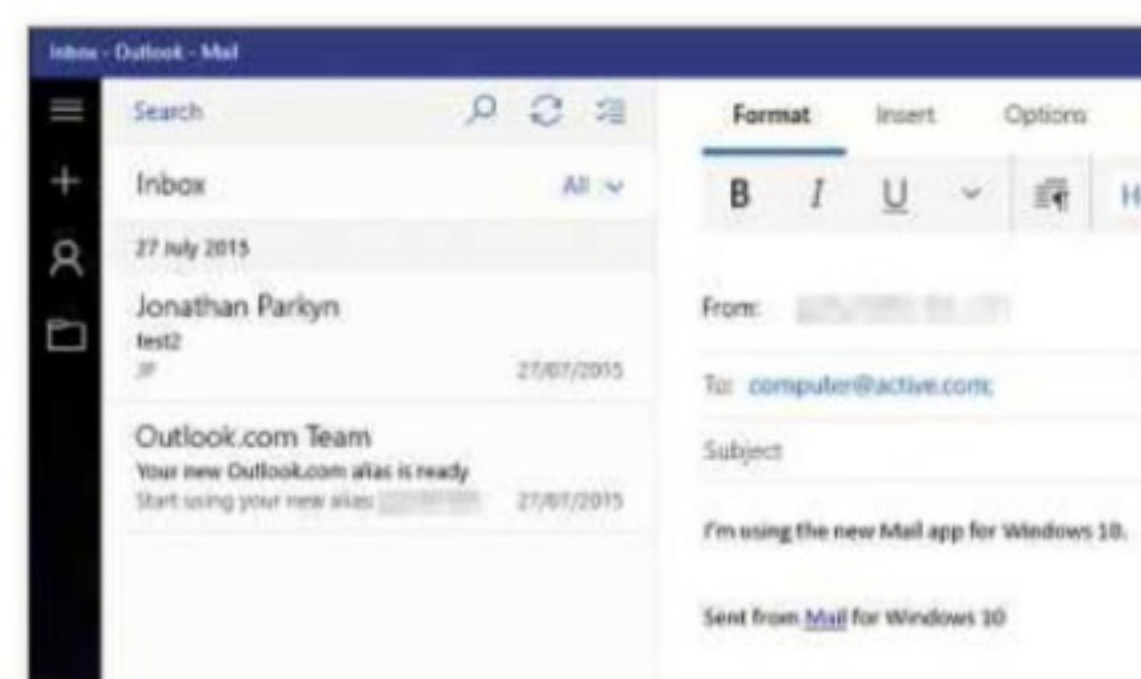 Inbox - Outlook - Mail
Search
Inbox
All
27 July 2015
Jonathan Parkyn
test2
JP
27/07/2015
Outlook.com Team
Your new Outlook.com alias is ready
Start using your new alias:
27/07/2015
Format Insert Options
B I U
From:
To: computer@active.com;
Subject
I'm using the new Mail app for Windows 10.
Sent from Mail for Windows 10